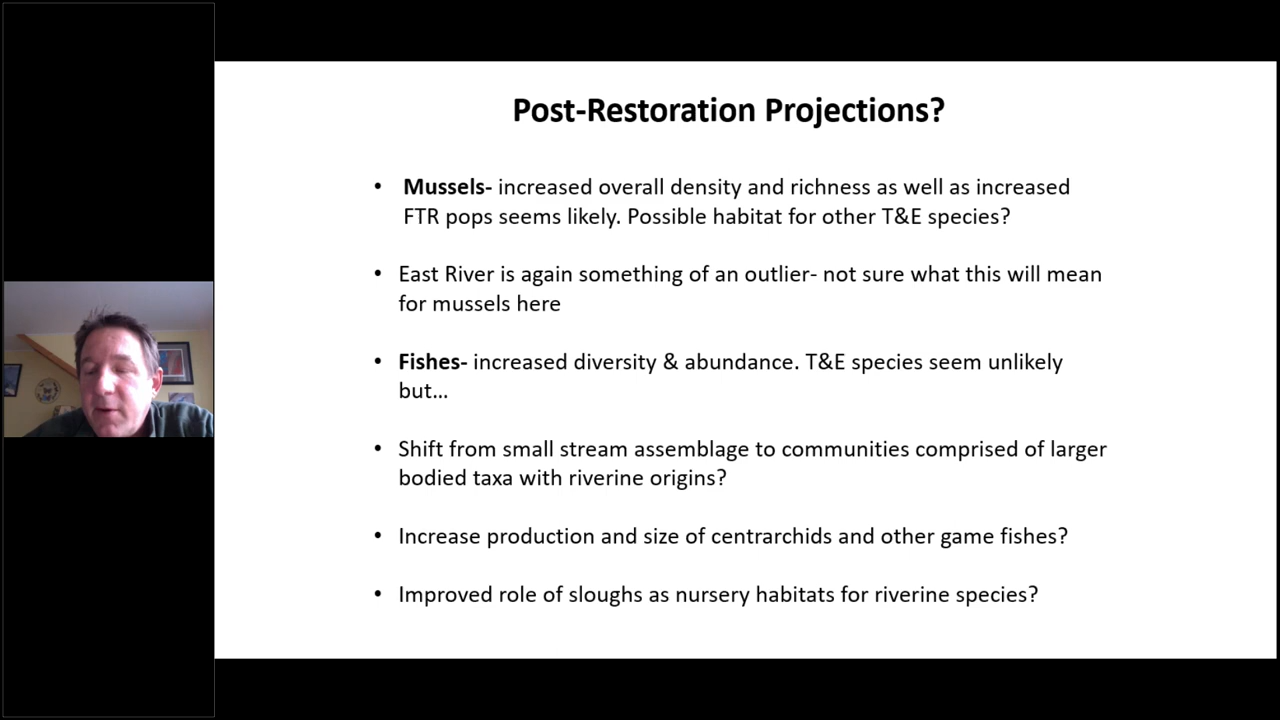 Post-Restoration Projections?
• Mussels- increased overall density and richness as well as increased
FTR pops seems likely. Possible habitat for other T&E species?
• East River is again something of an outlier- not sure what this will mean
for mussels here
• Fishes- increased diversity & abundance. T&E species seem unlikely
but...
• Shift from small stream assemblage to communities comprised of larger
bodied taxa with riverine origins?
• Increase production and size of centrarchids and other game fishes?
• Improved role of sloughs as nursery habitats for riverine species?